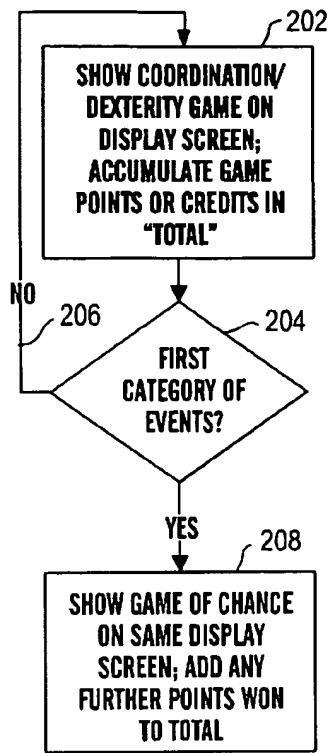 202
SHOW COORDINATION/
DEXTERITY GAME ON
DISPLAY SCREEN;
ACCUMULATE GAME
POINTS OR CREDITS IN
"TOTAL"
NO
206
204
FIRST
CATEGORY OF
EVENTS?
YES
208
SHOW GAME OF CHANCE
ON SAME DISPLAY
SCREEN; ADD ANY
FURTHER POINTS WON
TO TOTAL